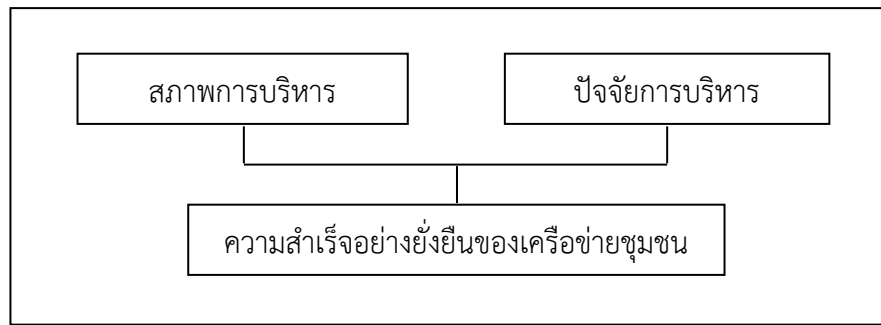 สภาพการบริหาร
ปัจจัยการบริหาร
ความสำเร็จอย่างยั่งยืนของเครือข่ายชุมชน